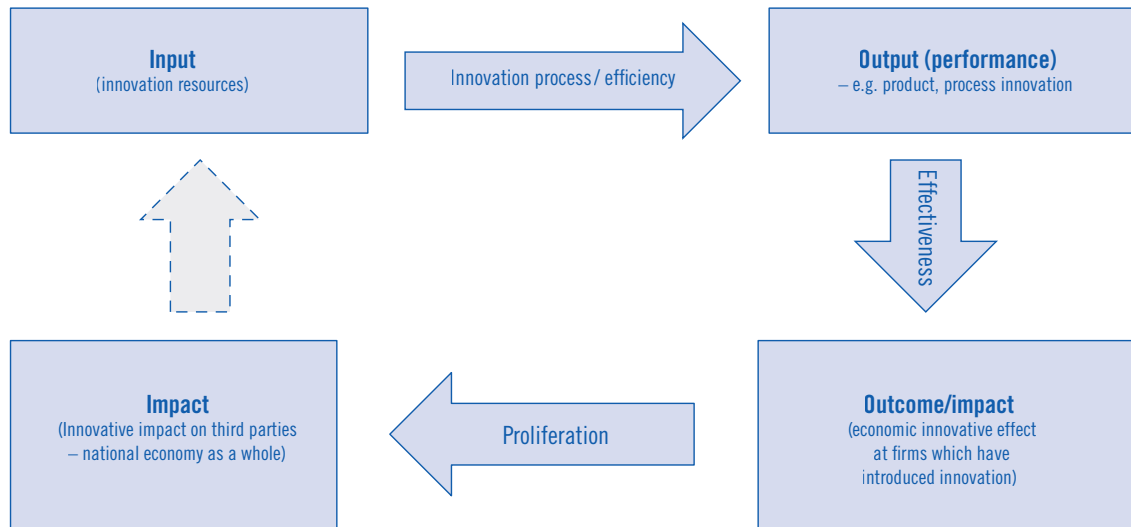 Input
(innovation resources)
Innovation process / efficiency
Output (performance)
– e.g. product, process innovation
Effectiveness
Outcome/impact
(economic innovative effect
at firms which have
introduced innovation)
Proliferation
Impact
(Innovative impact on third parties
– national economy as a whole)